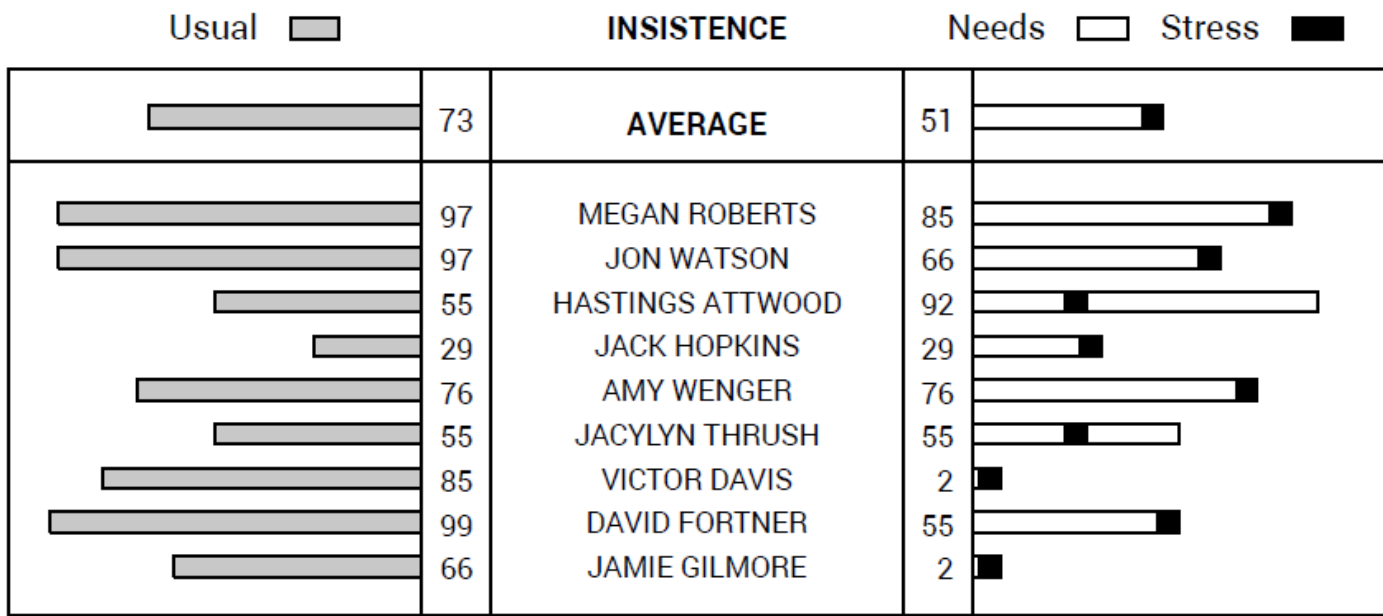 Usual INSISTENCE Needs Stress
73 AVERAGE 51
97 MEGAN ROBERTS 85
97 JON WATSON 66
55 HASTINGS ATTWOOD 92
29 JACK HOPKINS 29
76 AMY WENGER 76
55 JACYLYN THRUSH 55
85 VICTOR DAVIS 2
99 DAVID FORTNER 55
66 JAMIE GILMORE 2